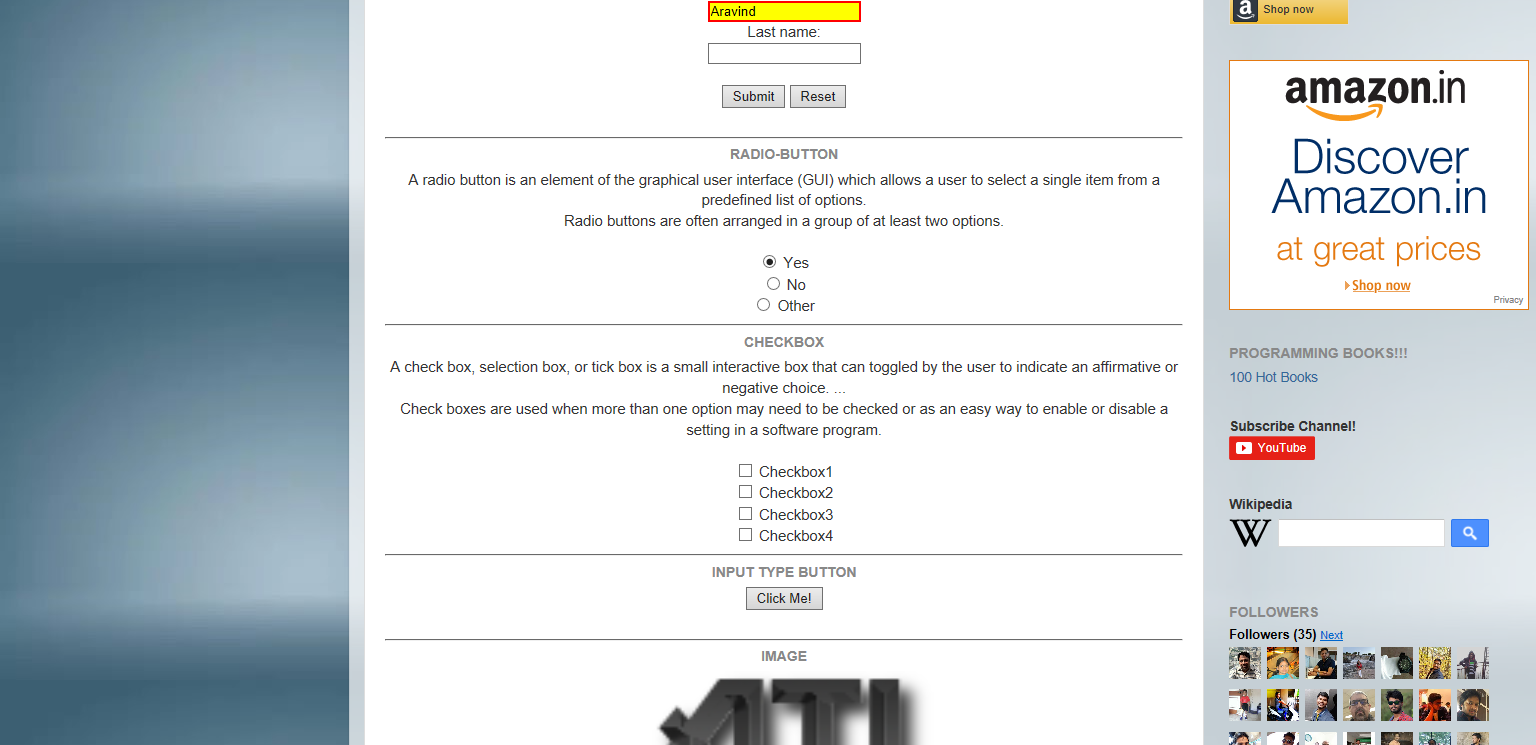 Aravind
Last name:
Submit Reset
RADIO-BUTTON
A radio button is an element of the graphical user interface (GUI) which allows a user to select a single item from a
predefined list of options.
Radio buttons are often arranged in a group of at least two options.
Yes
No
Other
CHECKBOX
A check box, selection box, or tick box is a small interactive box that can toggled by the user to indicate an affirmative or
negative choice. ...
Check boxes are used when more than one option may need to be checked or as an easy way to enable or disable a
setting in a software program.
Checkbox1
Checkbox2
Checkbox3
Checkbox4
INPUT TYPE BUTTON
Click Me!
IMAGE
a Shop now
amazon.in
Discover
Amazon.in
at great prices
Shop now
Privacy
PROGRAMMING BOOKS!!!
100 Hot Books
Subscribe Channel!
YouTube
Wikipedia
W
FOLLOWERS
Followers (35) Next